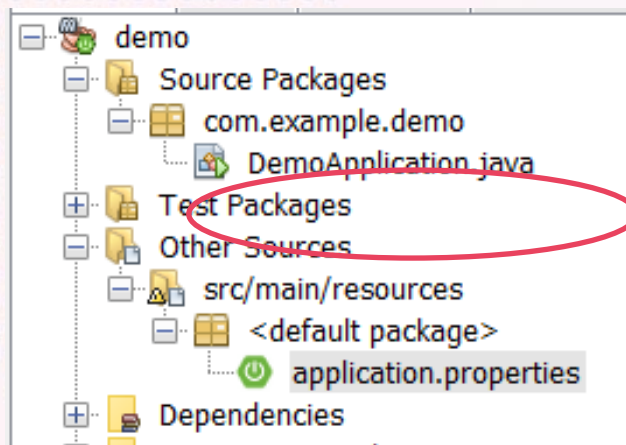 demo
Source Packages
com.example.demo
DemoApplication.java
Test Packages
Other Sources
src/main/resources
<default package>
application.properties
Dependencies